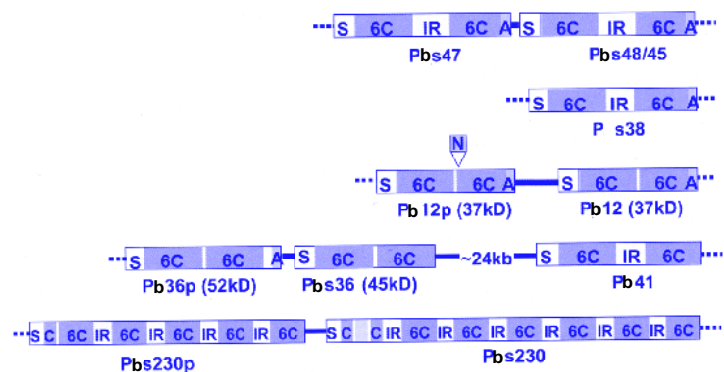 S 6C IR 6C A S 6C IR 6C A
Pbs47 Pbs48/45
S 6C IR 6C A
P s38
N
S 6C 6C A S 6C 6C A
Pb12p (37kD) Pb12 (37kD)
S 6C 6C A S 6C 6C ~24kb S 6C IR 6C
Pb36p (52kD) Pbs36 (45kD) Pb41
S C 6C IR 6C IR 6C IR 6C IR 6C S C C IR 6C IR 6C IR 6C IR 6C IR 6C IR 6C
Pbs230p Pbs230